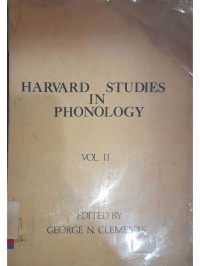 HARVARD STUDIES
IN
PHONOLOGY
VOL II
EDITED BY
GEORGE N. CLEMENTS